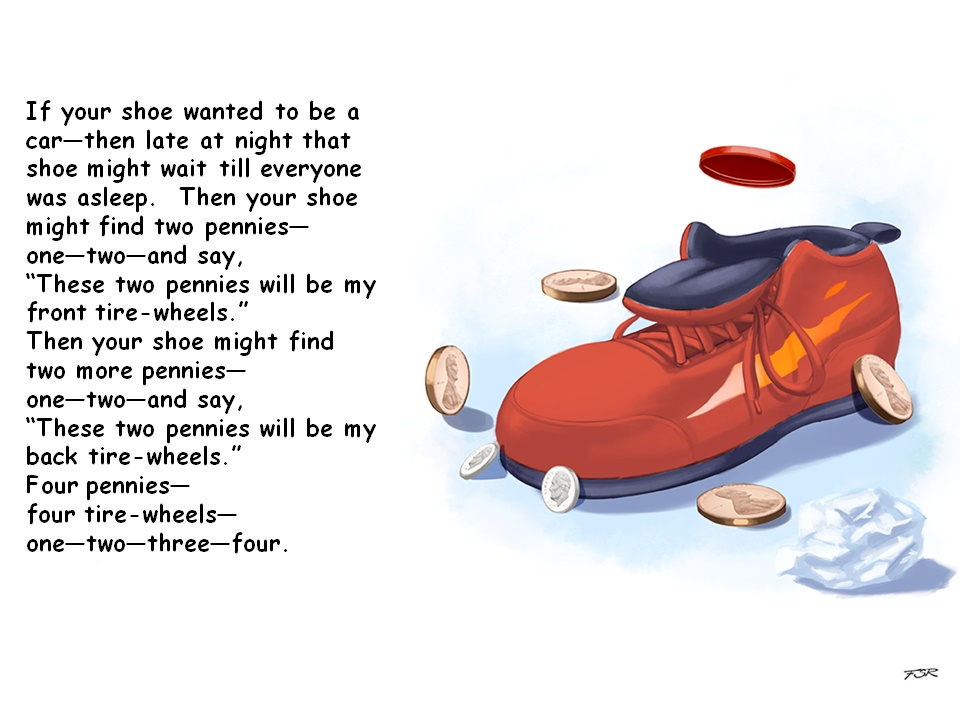 If your shoe wanted to be a
car—then late at night that
shoe might wait till everyone
was asleep.  Then your shoe
might find two pennies—
one—two—and say,
“These two pennies will be my
front tire-wheels.”
Then your shoe might find
two more pennies—
one—two—and say,
“These two pennies will be my
back tire-wheels.”
Four pennies—
four tire-wheels—
one—two—three—four.
FSR